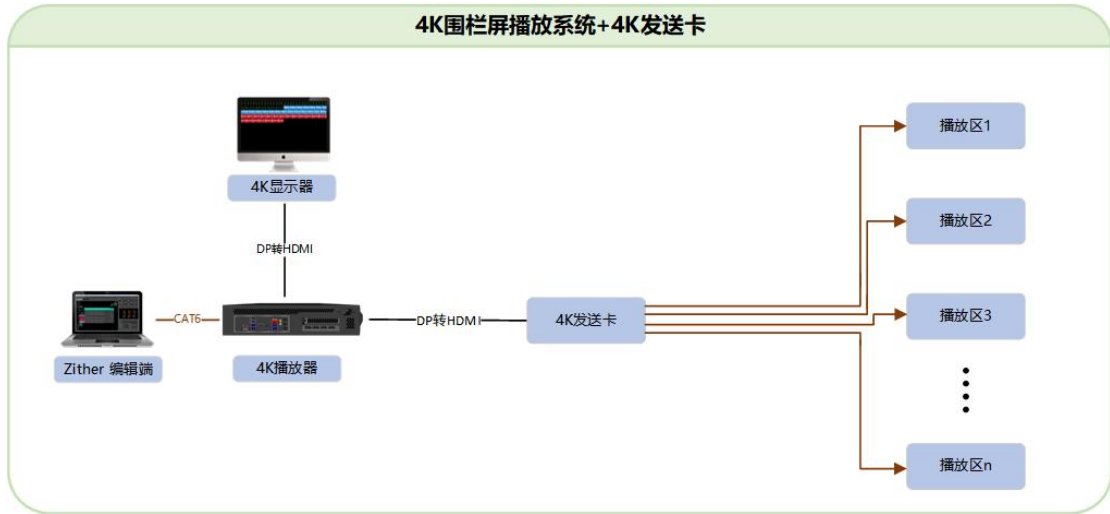 4K围栏屏播放系统+4K发送卡
播放区1
4K显示器
播放区2
DP转HDMI
CAT6
DP转HDMI
4K发送卡
播放区3
Zither 编辑端
4K播放器
播放区n